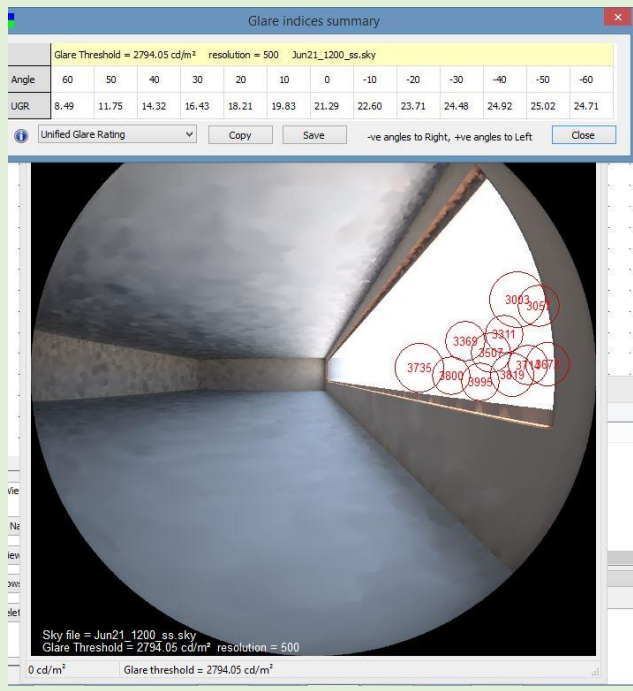 Glare indices summary
Glare Threshold = 2794.05 cd/m² resolution = 500 Jun21_1200_ss.sky
Angle 60 50 40 30 20 10 0 -10 -20 -30 -40 -50 -60
UGR 8.49 11.75 14.32 16.43 18.21 19.83 21.29 22.60 23.71 24.48 24.92 25.02 24.71
Unified Glare Rating Copy Save -ve angles to Right, +ve angles to Left Close
3003
3311
3369
3507
3735
3800
3995
3819
Sky file = Jun21_1200_ss.sky
Glare Threshold = 2794.05 cd/m² resolution = 500
0 cd/m² Glare threshold = 2794.05 cd/m²